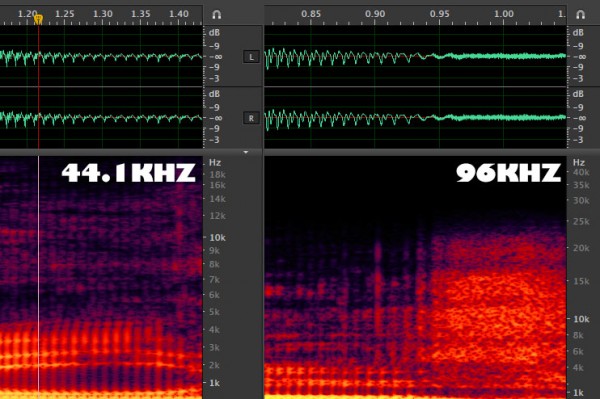 1.20 1.25 1.30 1.35 1.40 0.85 0.90 0.95 1.00 1.
dB dB
-9 -9
-∞ L -∞
-9 -9
-3 -3
dB dB
-9 -9
-∞ R -∞
-9 -9
-3 -3
44.1KHZ Hz 96KHZ Hz
18k 40k
16k 35k
14k 30k
12k 25k
10k 20k
9k 15k
8k 10k
7k 8k
6k 6k
5k 4k
4k 1k
3k
2k
1k